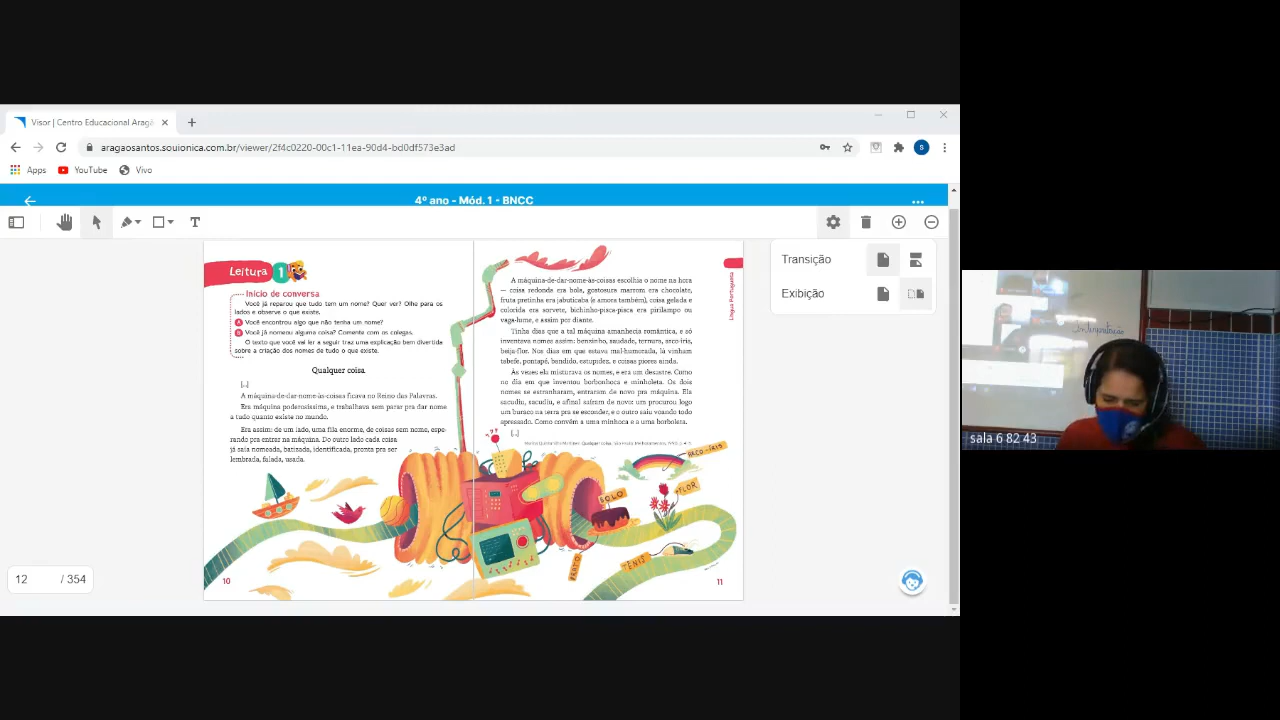 Visor | Centro Educacional Aragã
aragaosantos.souionica.com.br/viewer/2f4c0220-00c1-11ea-90d4-bd0df573e3ad
S
Apps YouTube Vivo
4º ano - Mód. 1 - BNCC
T
Transição
Exibição
Leitura 1
Início de conversa
Você já reparou que tudo tem um nome? Quer ver? Olhe para os
lados e observe o que existe.
Você encontrou algo que não tenha um nome?
Você já nomeou alguma coisa? Comente com os colegas.
O texto que você vai ler a seguir traz uma explicação bem divertida
sobre a criação dos nomes de tudo o que existe.
Qualquer coisa
[...]
A máquina-de-dar-nome-às-coisas ficava no Reino das Palavras.
Era máquina poderosíssima, e trabalhava sem parar pra dar nome
a tudo quanto existe no mundo.
Era assim: de um lado, uma fila enorme, de coisas sem nome, espe-
rando pra entrar na máquina. Do outro lado cada coisa
já saía nomeada, batizada, identificada, pronta pra ser
lembrada, falada, usada.
10
A máquina-de-dar-nome-às-coisas escolhia o nome na hora
— coisa redonda era bola, gostosura marrom era chocolate,
fruta pretinha era jabuticaba (e amora também), coisa gelada e
colorida era sorvete, bichinho-pisca-pisca era pirilampo ou
vaga-lume, e assim por diante.
Tinha dias que a tal máquina amanhecia romântica, e só
inventava nomes assim: benzinho, saudade, ternura, arco-íris,
beija-flor. Nos dias em que estava mal-humorada, lá vinham
tabefe, pontapé, bandido, estupidez, e coisas piores ainda.
Às vezes ela misturava os nomes, e era um desastre. Como
no dia em que inventou borbonhoca e minholeta. Os dois
nomes se estranharam, entraram de novo pra máquina. Ela
sacudiu, sacudiu, e afinal saíram de novo: um procurou logo
um buraco na terra pra se esconder, e o outro saiu voando todo
apressado. Como convém a uma minhoca e a uma borboleta.
[...]
Língua Portuguesa
ARCO-ÍRIS
FLOR
BOLO
PRATO
TÊNIS
11
12 / 354
Interpretação
sala 6 82 43